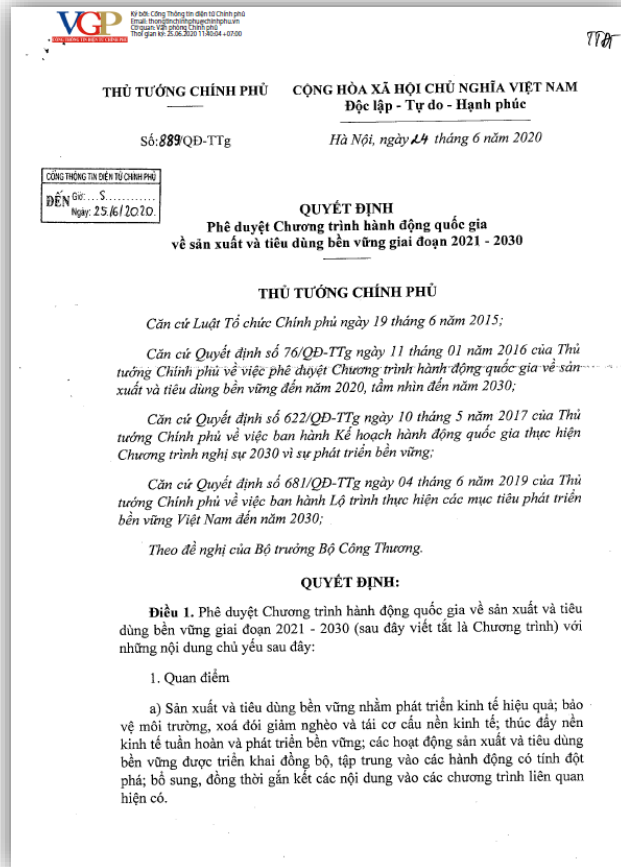 VGP
CỔNG THÔNG TIN ĐIỆN TỬ CHÍNH PHỦ
Ký bởi: Cổng Thông tin điện tử Chính phủ
Email: thongtinchinhphu@chinhphu.vn
Cơ quan: Văn phòng Chính phủ
Thời gian ký: 25.06.2020 11:40:04 +07:00
TTĐT
THỦ TƯỚNG CHÍNH PHỦ
CỘNG HÒA XÃ HỘI CHỦ NGHĨA VIỆT NAM
Độc lập - Tự do - Hạnh phúc
Số:889/QĐ-TTg
Hà Nội, ngày 24 tháng 6 năm 2020
CỔNG THÔNG TIN ĐIỆN TỬ CHÍNH PHỦ
ĐẾN Giờ: ...S...........
Ngày: 25/6/2020.
QUYẾT ĐỊNH
Phê duyệt Chương trình hành động quốc gia
về sản xuất và tiêu dùng bền vững giai đoạn 2021 - 2030
THỦ TƯỚNG CHÍNH PHỦ
Căn cứ Luật Tổ chức Chính phủ ngày 19 tháng 6 năm 2015;
Căn cứ Quyết định số 76/QĐ-TTg ngày 11 tháng 01 năm 2016 của Thủ
tướng Chính phủ về việc phê duyệt Chương trình hành động quốc gia về sản
xuất và tiêu dùng bền vững đến năm 2020, tầm nhìn đến năm 2030;
Căn cứ Quyết định số 622/QĐ-TTg ngày 10 tháng 5 năm 2017 của Thủ
tướng Chính phủ về việc ban hành Kế hoạch hành động quốc gia thực hiện
Chương trình nghị sự 2030 vì sự phát triển bền vững;
Căn cứ Quyết định số 681/QĐ-TTg ngày 04 tháng 6 năm 2019 của Thủ
tướng Chính phủ về việc ban hành Lộ trình thực hiện các mục tiêu phát triển
bền vững Việt Nam đến năm 2030;
Theo đề nghị của Bộ trưởng Bộ Công Thương.
QUYẾT ĐỊNH:
Điều 1. Phê duyệt Chương trình hành động quốc gia về sản xuất và tiêu
dùng bền vững giai đoạn 2021 - 2030 (sau đây viết tắt là Chương trình) với
những nội dung chủ yếu sau đây:
1. Quan điểm
a) Sản xuất và tiêu dùng bền vững nhằm phát triển kinh tế hiệu quả; bảo
vệ môi trường, xoá đói giảm nghèo và tái cơ cấu nền kinh tế; thúc đẩy nền
kinh tế tuần hoàn và phát triển bền vững; các hoạt động sản xuất và tiêu dùng
bền vững được triển khai đồng bộ, tập trung vào các hành động có tính đột
phá; bổ sung, đồng thời gắn kết các nội dung vào các chương trình liên quan
hiện có.